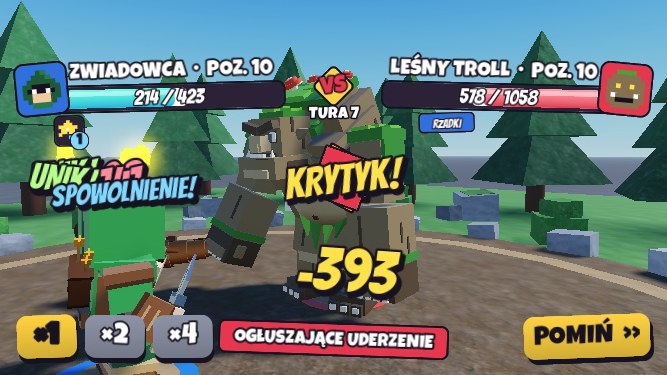 ZWIADOWCA • POZ. 10
214 / 423
VS
TURA 7
LEŚNY TROLL • POZ. 10
578 / 1058
RZADKI
1
UNIK!
SPOWOLNIENIE!
KRYTYK!
-393
×1
×2
×4
OGŁUSZAJĄCE UDERZENIE
POMIŃ »